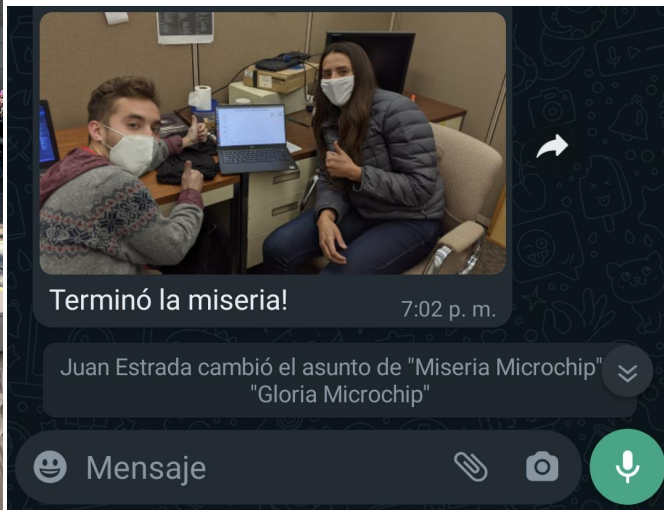 Terminó la miseria!
7:02 p. m.
Juan Estrada cambió el asunto de "Miseria Microchip"
"Gloria Microchip"
Mensaje